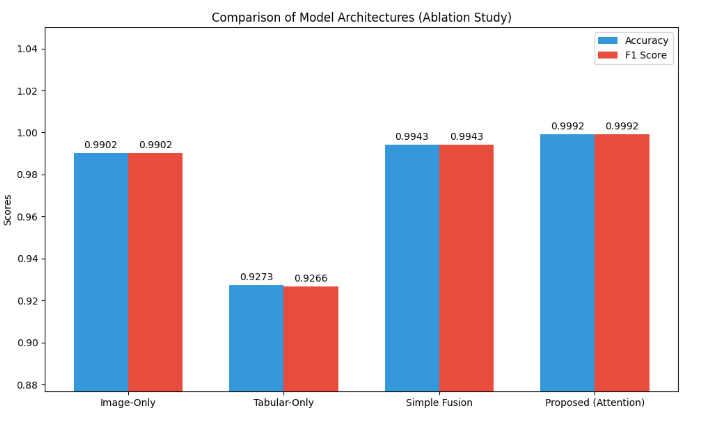 Comparison of Model Architectures (Ablation Study)
Accuracy
F1 Score
Scores
1.04
1.02
1.00
0.98
0.96
0.94
0.92
0.90
0.88
0.9902 0.9902
0.9273 0.9266
0.9943 0.9943
0.9992 0.9992
Image-Only Tabular-Only Simple Fusion Proposed (Attention)